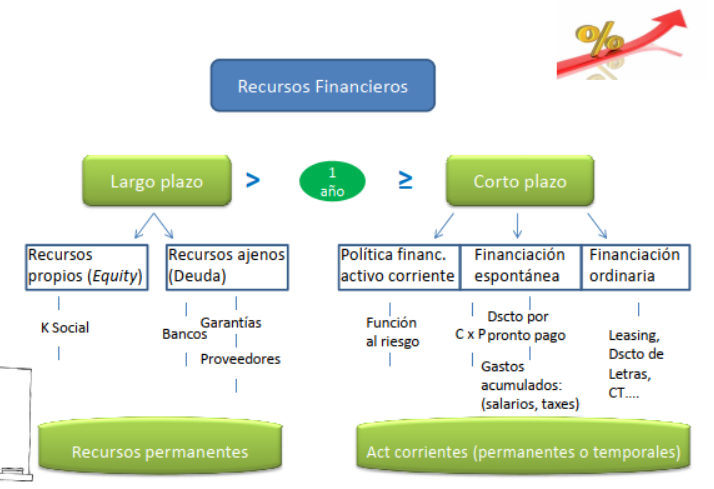 %
Recursos Financieros
Largo plazo
>
1
año
≥
Corto plazo
Recursos
propios (Equity)
Recursos ajenos
(Deuda)
Política financ.
activo corriente
Financiación
espontánea
Financiación
ordinaria
K Social
Bancos
Garantías
Proveedores
Función
al riesgo
C x P
Dscto por
pronto pago
Gastos
acumulados:
(salarios, taxes)
Leasing,
Dscto de
Letras,
CT....
Recursos permanentes
Act corrientes (permanentes o temporales)